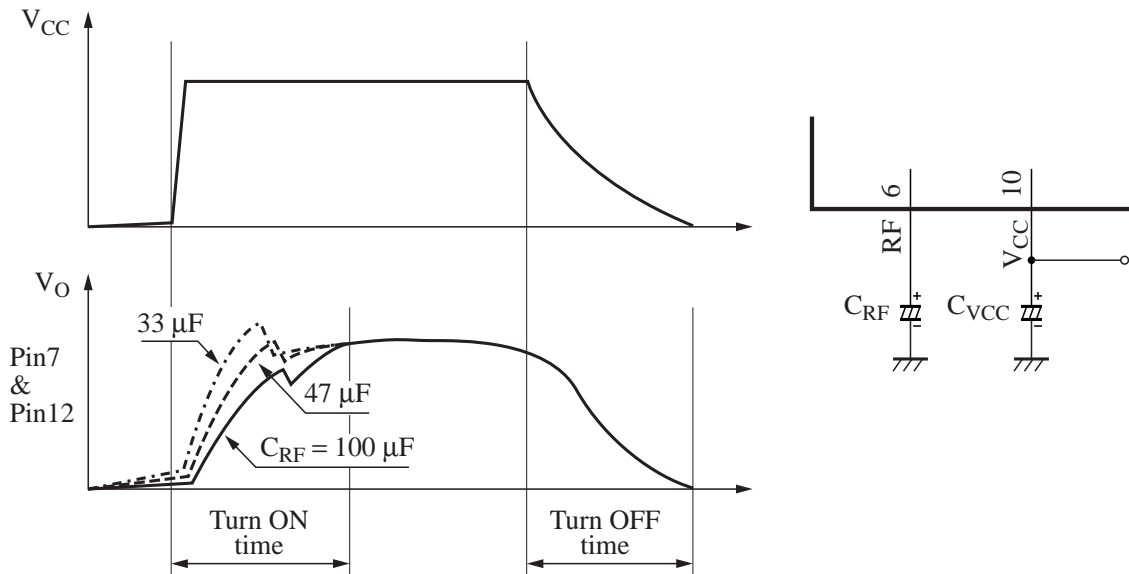 VCC
VO
33 µF
Pin7
&
Pin12
47 µF
CRF = 100 µF
Turn ON
time
Turn OFF
time
6
10
RF
VCC
CRF
+
−
CVCC
+
−